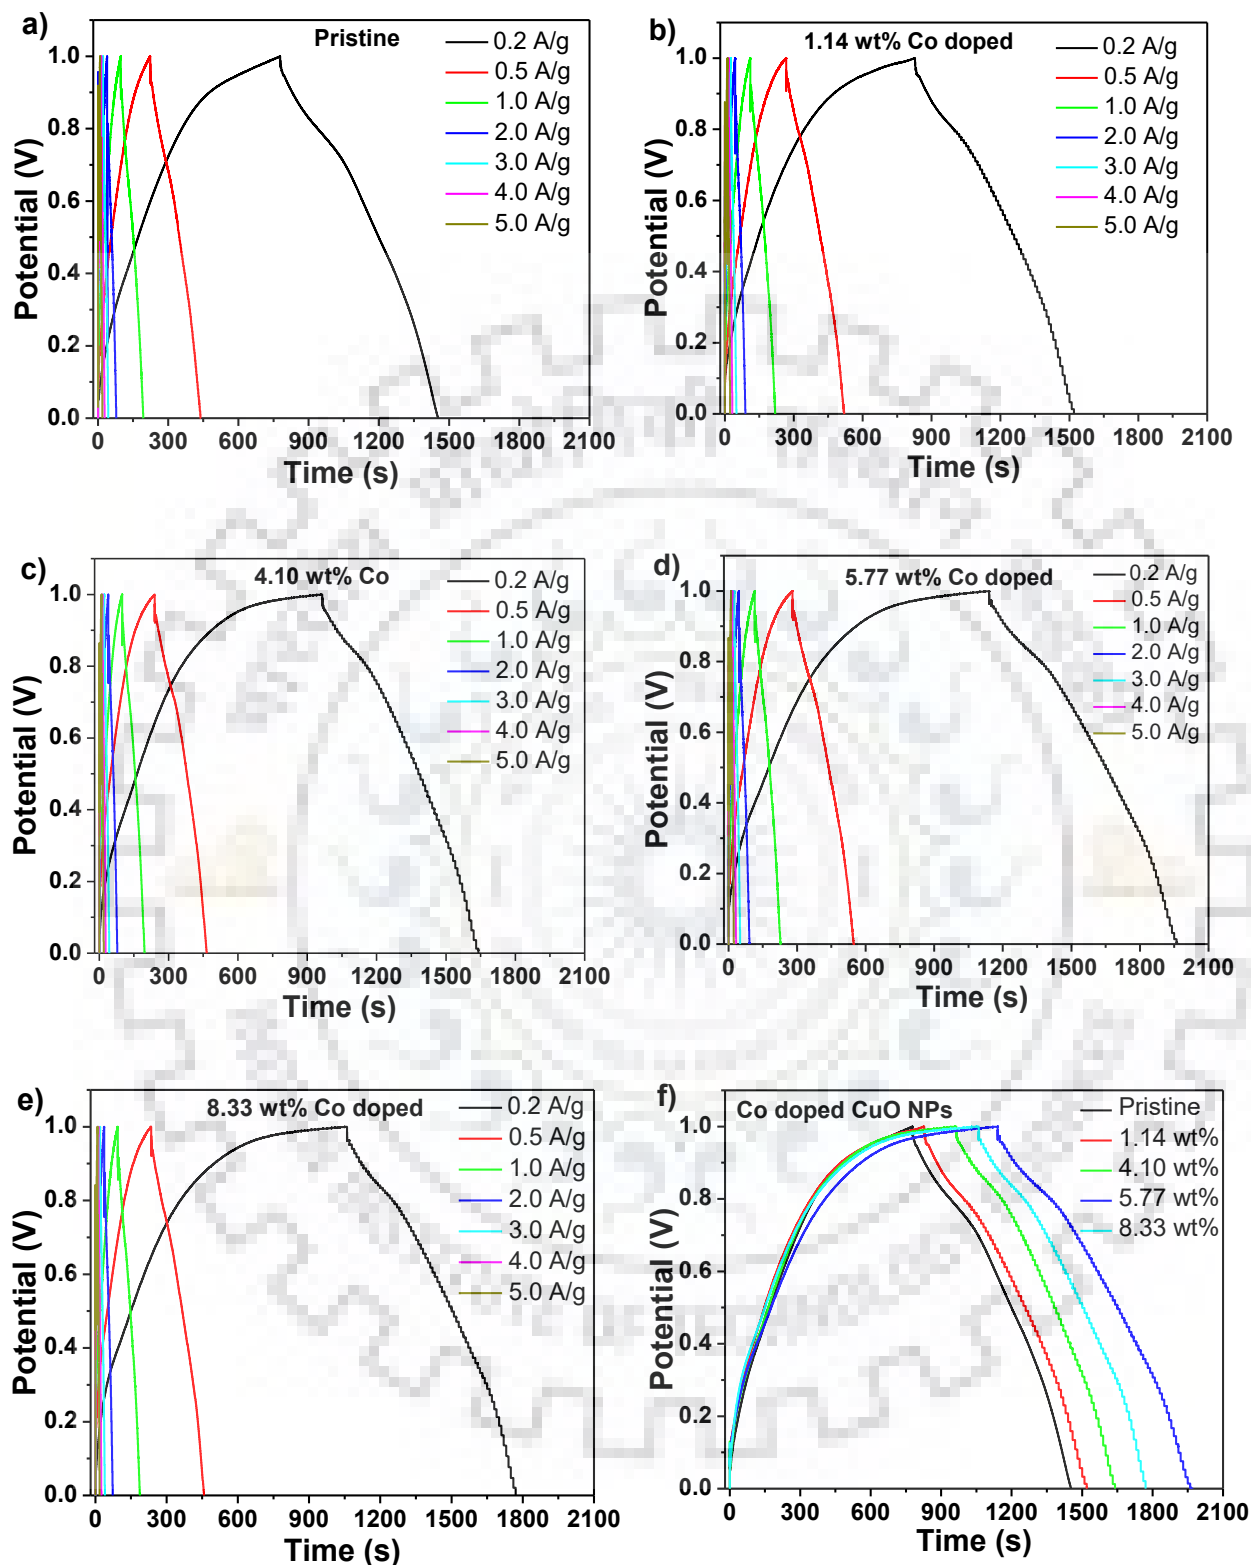 a)
Pristine
0.2 A/g
0.5 A/g
1.0 A/g
2.0 A/g
3.0 A/g
4.0 A/g
5.0 A/g
1.0
0.8
0.6
0.4
0.2
0.0
Potential (V)
0 300 600 900 1200 1500 1800 2100
Time (s)
b)
1.14 wt% Co doped
0.2 A/g
0.5 A/g
1.0 A/g
2.0 A/g
3.0 A/g
4.0 A/g
5.0 A/g
1.0
0.8
0.6
0.4
0.2
0.0
Potential (V)
0 300 600 900 1200 1500 1800 2100
Time (s)
c)
4.10 wt% Co
0.2 A/g
0.5 A/g
1.0 A/g
2.0 A/g
3.0 A/g
4.0 A/g
5.0 A/g
1.0
0.8
0.6
0.4
0.2
0.0
Potential (V)
0 300 600 900 1200 1500 1800 2100
Time (s)
d)
5.77 wt% Co doped
0.2 A/g
0.5 A/g
1.0 A/g
2.0 A/g
3.0 A/g
4.0 A/g
5.0 A/g
1.0
0.8
0.6
0.4
0.2
0.0
Potential (V)
0 300 600 900 1200 1500 1800 2100
Time (s)
e)
8.33 wt% Co doped
0.2 A/g
0.5 A/g
1.0 A/g
2.0 A/g
3.0 A/g
4.0 A/g
5.0 A/g
1.0
0.8
0.6
0.4
0.2
0.0
Potential (V)
0 300 600 900 1200 1500 1800 2100
Time (s)
f)
Co doped CuO NPs
Pristine
1.14 wt%
4.10 wt%
5.77 wt%
8.33 wt%
1.0
0.8
0.6
0.4
0.2
0.0
Potential (V)
0 300 600 900 1200 1500 1800 2100
Time (s)